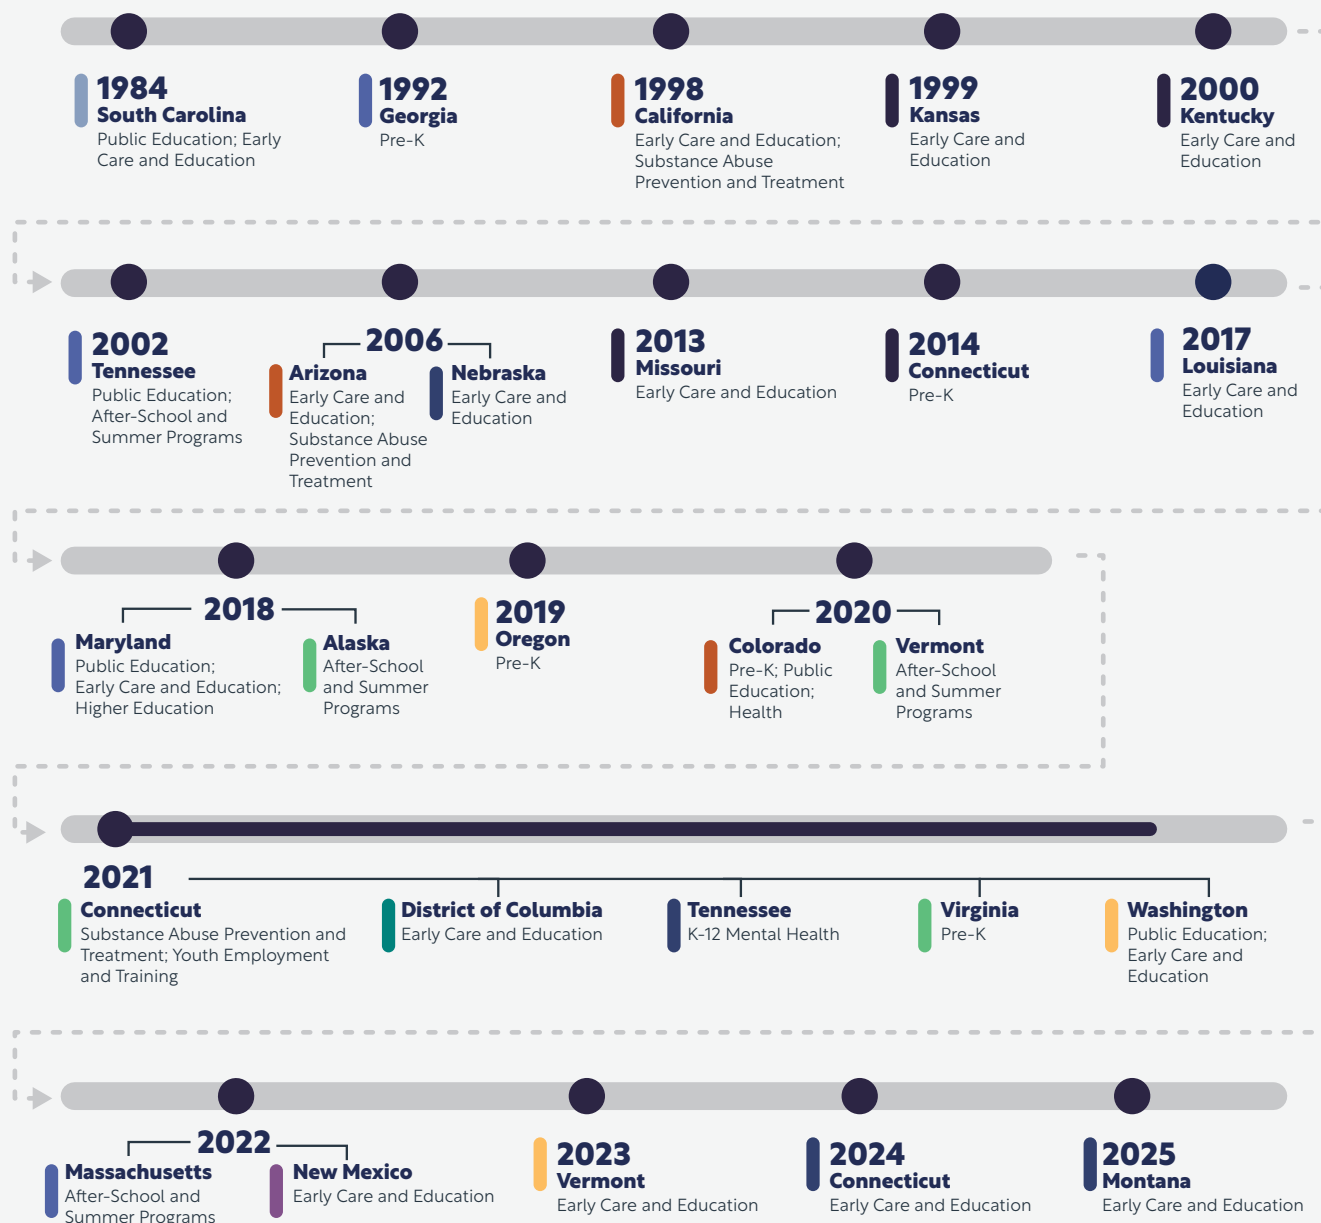 1984
South Carolina
Public Education; Early
Care and Education
1992
Georgia
Pre-K
1998
California
Early Care and Education;
Substance Abuse
Prevention and Treatment
1999
Kansas
Early Care and
Education
2000
Kentucky
Early Care and
Education
2002
Tennessee
Public Education;
After-School and
Summer Programs
2006
Arizona
Early Care and
Education;
Substance Abuse
Prevention and
Treatment
Nebraska
Early Care and
Education
2013
Missouri
Early Care and Education
2014
Connecticut
Pre-K
2017
Louisiana
Early Care and
Education
2018
Maryland
Public Education;
Early Care and Education;
Higher Education
Alaska
After-School
and Summer
Programs
2019
Oregon
Pre-K
2020
Colorado
Pre-K; Public
Education;
Health
Vermont
After-School
and Summer
Programs
2021
Connecticut
Substance Abuse Prevention and
Treatment; Youth Employment
and Training
District of Columbia
Early Care and Education
Tennessee
K-12 Mental Health
Virginia
Pre-K
Washington
Public Education;
Early Care and
Education
2022
Massachusetts
After-School and
Summer Programs
New Mexico
Early Care and Education
2023
Vermont
Early Care and Education
2024
Connecticut
Early Care and Education
2025
Montana
Early Care and Education